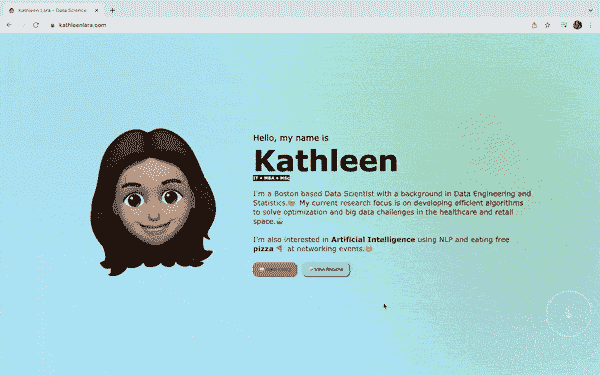 Kathleen Lara - Data Science
kathleenlara.com
Hello, my name is
Kathleen
IT • MBA • MSc
I'm a Boston based Data Scientist with a background in Data Engineering and
Statistics. My current research focus is on developing efficient algorithms
to solve optimization and big data challenges in the healthcare and retail
space.
I'm also interested in Artificial Intelligence using NLP and eating free
pizza 🍕 at networking events.
View Resume